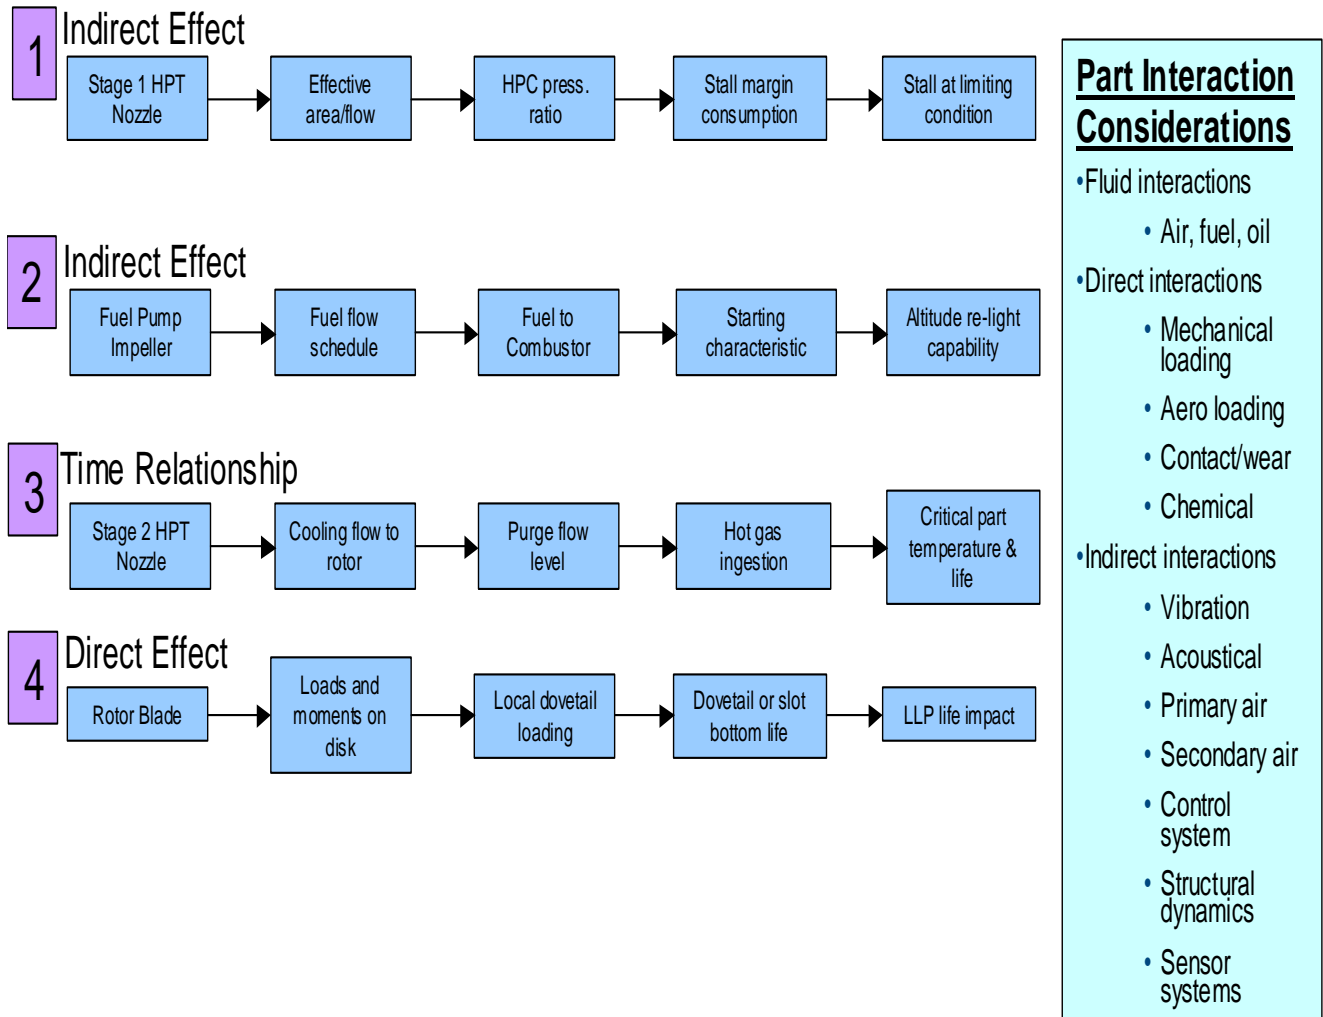 1
Indirect Effect
Stage 1 HPT
Nozzle
Effective
area/flow
HPC press.
ratio
Stall margin
consumption
Stall at limiting
condition
2
Indirect Effect
Fuel Pump
Impeller
Fuel flow
schedule
Fuel to
Combustor
Starting
characteristic
Altitude re-light
capability
3
Time Relationship
Stage 2 HPT
Nozzle
Cooling flow to
rotor
Purge flow
level
Hot gas
ingestion
Critical part
temperature &
life
4
Direct Effect
Rotor Blade
Loads and
moments on
disk
Local dovetail
loading
Dovetail or slot
bottom life
LLP life impact
Part Interaction
Considerations
•Fluid interactions
• Air, fuel, oil
•Direct interactions
• Mechanical
loading
• Aero loading
• Contact/wear
• Chemical
•Indirect interactions
• Vibration
• Acoustical
• Primary air
• Secondary air
• Control
system
• Structural
dynamics
• Sensor
systems